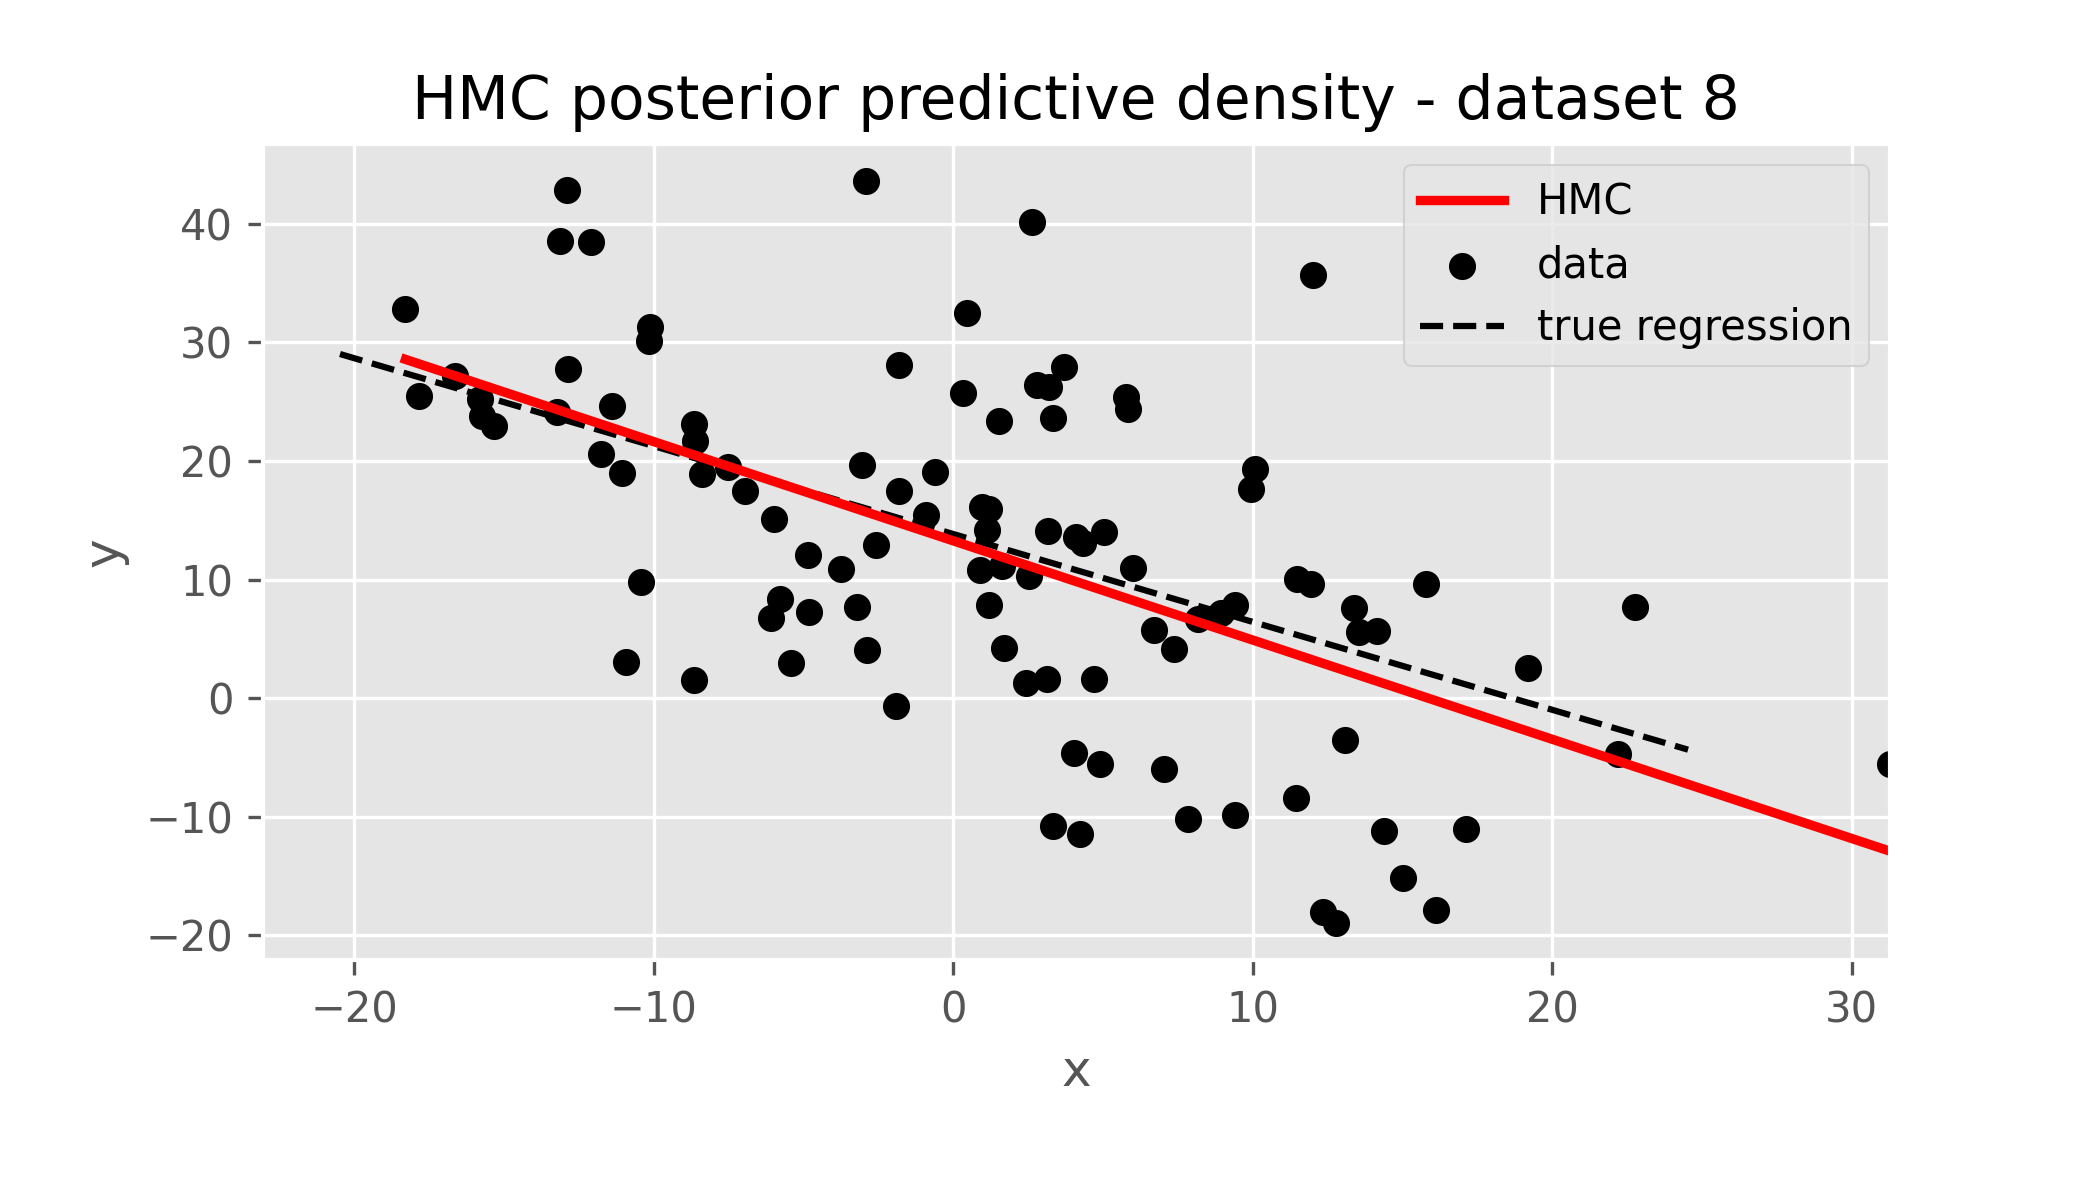 HMC posterior predictive density - dataset 8
HMC
data
true regression
40
30
20
10
0
−10
−20
y
−20 −10 0 10 20 30
x